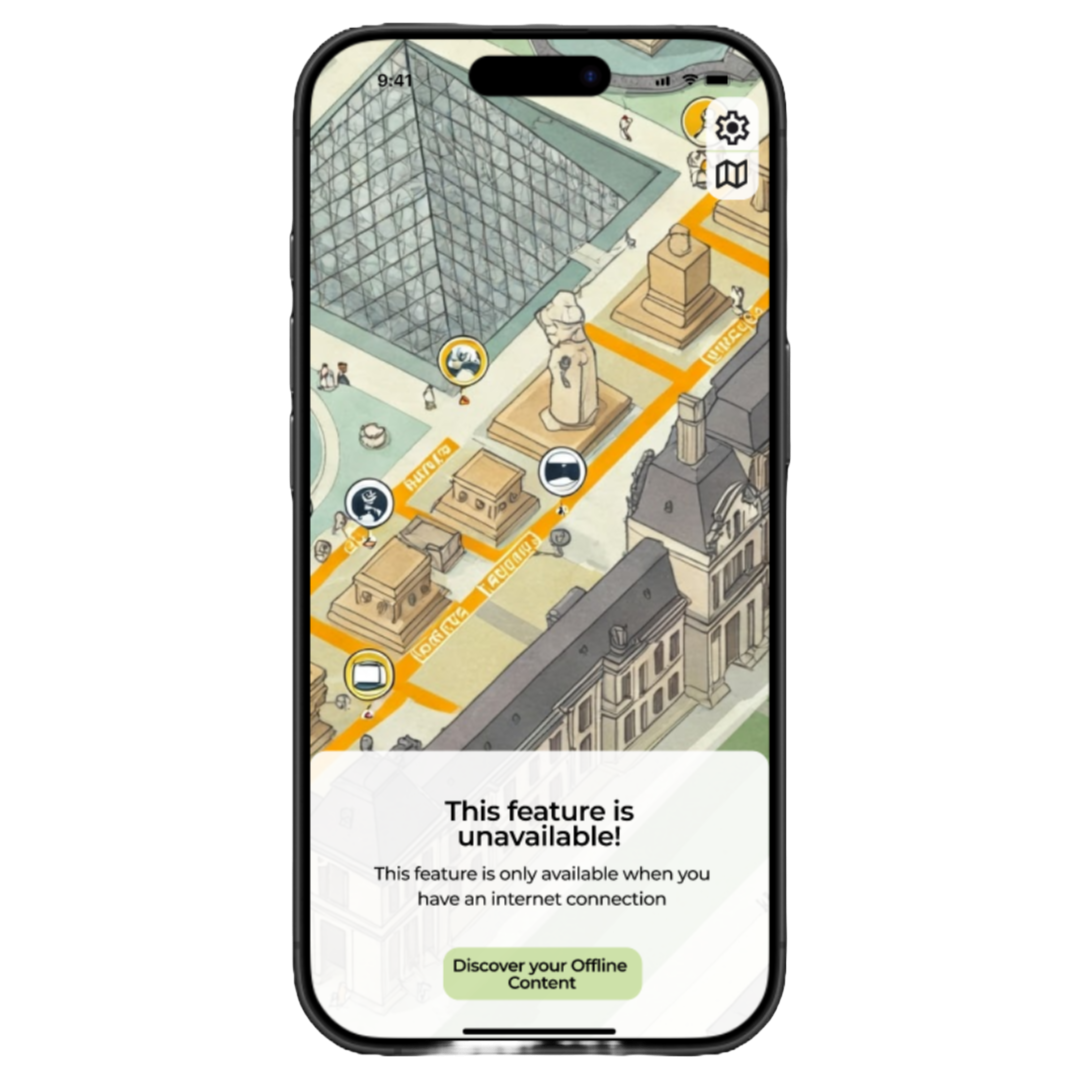 9:41
This feature is
unavailable!
This feature is only available when you
have an internet connection
Discover your Offline
Content